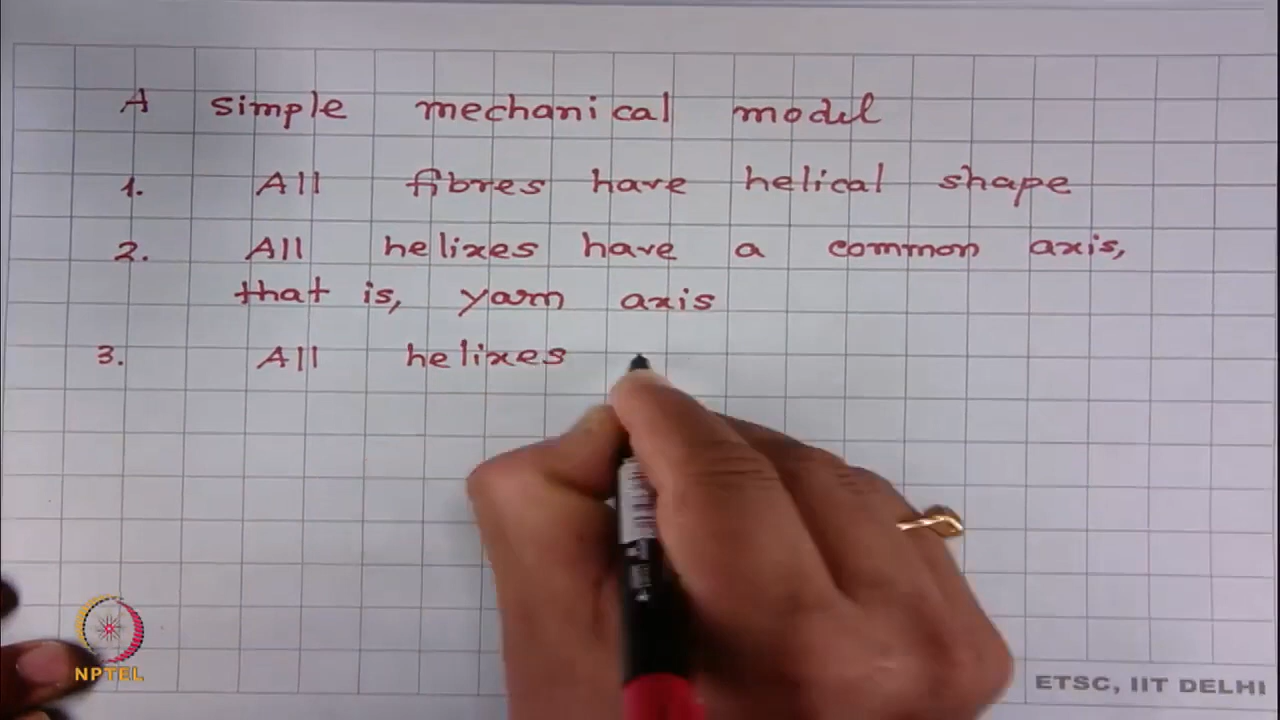 A simple mechanical model
1. All fibres have helical shape
2. All helixes have a common axis,
that is, yarn axis
3. All helixes
NPTEL
ETSC, IIT DELHI